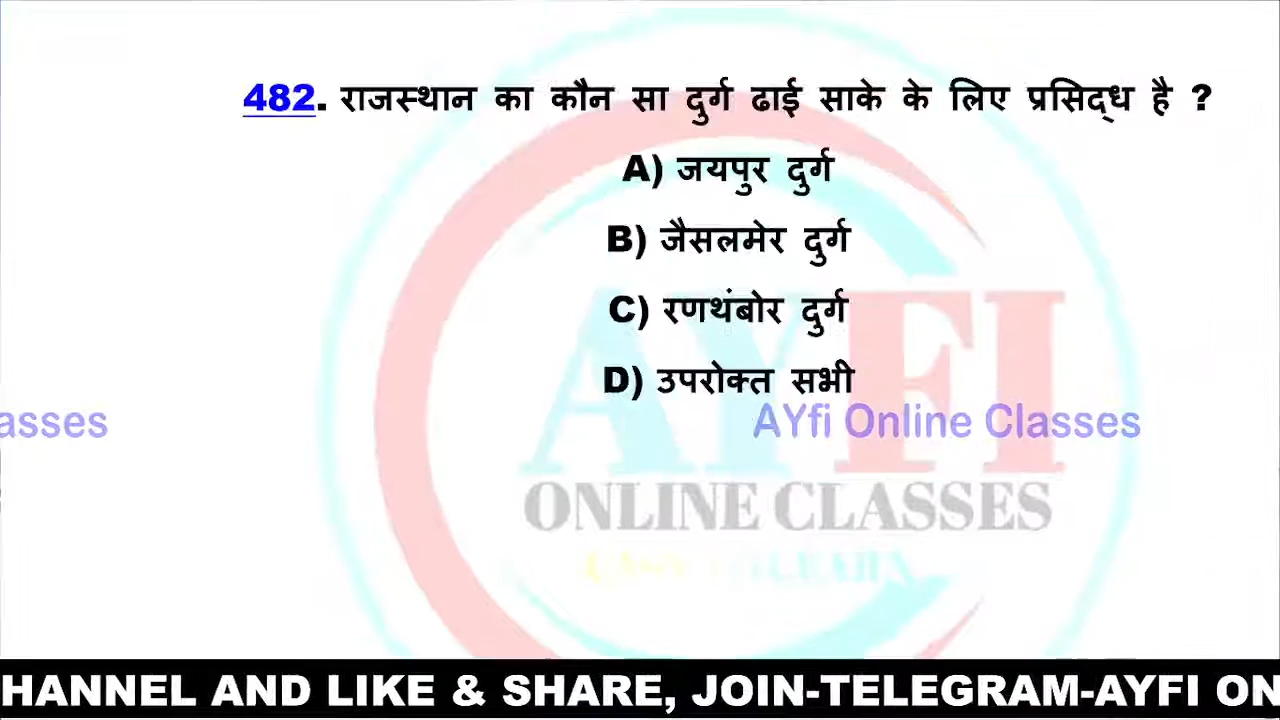 482. राजस्थान का कौन सा दुर्ग ढाई साके के लिए प्रसिद्ध है ?
A) जयपुर दुर्ग
B) जैसलमेर दुर्ग
C) रणथंबोर दुर्ग
D) उपरोक्त सभी
asses AYfi Online Classes
AYFI
ONLINE CLASSES
HANNEL AND LIKE & SHARE, JOIN-TELEGRAM-AYFI ON